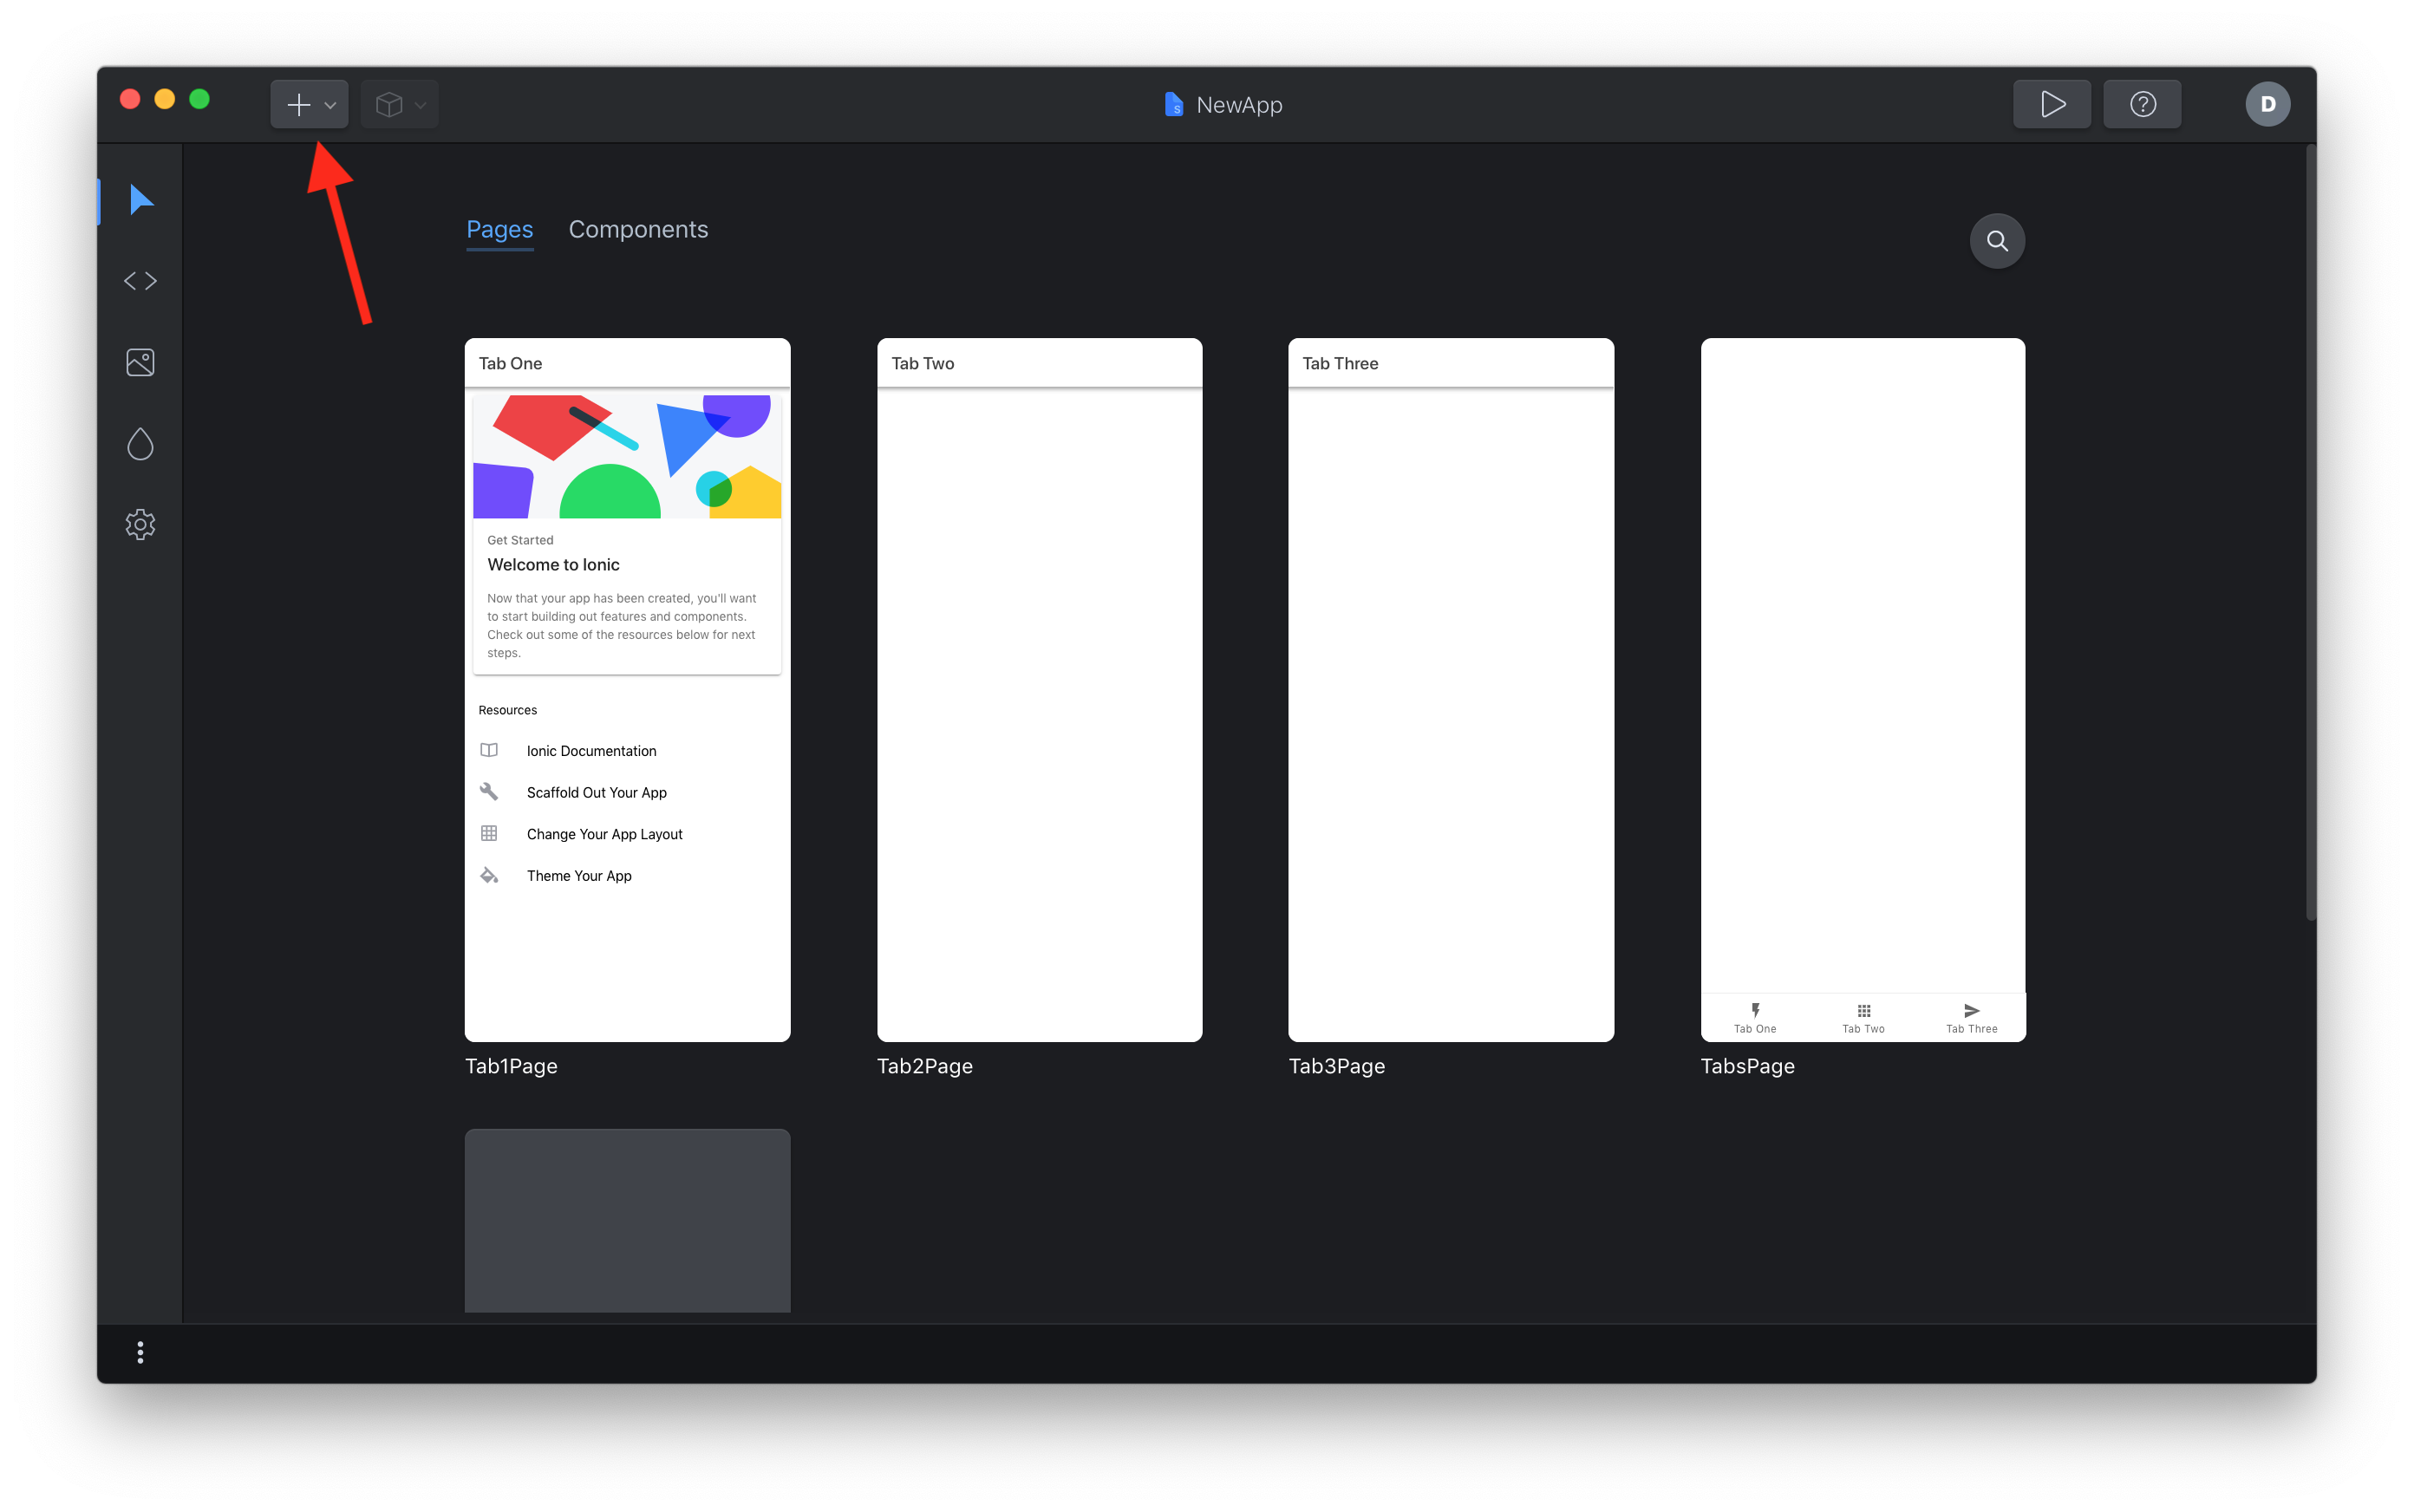 NewApp
?
D
Pages
Components
Tab One
Get Started
Welcome to Ionic
Now that your app has been created, you'll want
to start building out features and components.
Check out some of the resources below for next
steps.
Resources
Ionic Documentation
Scaffold Out Your App
Change Your App Layout
Theme Your App
Tab1Page
Tab Two
Tab2Page
Tab Three
Tab3Page
Tab One
Tab Two
Tab Three
TabsPage